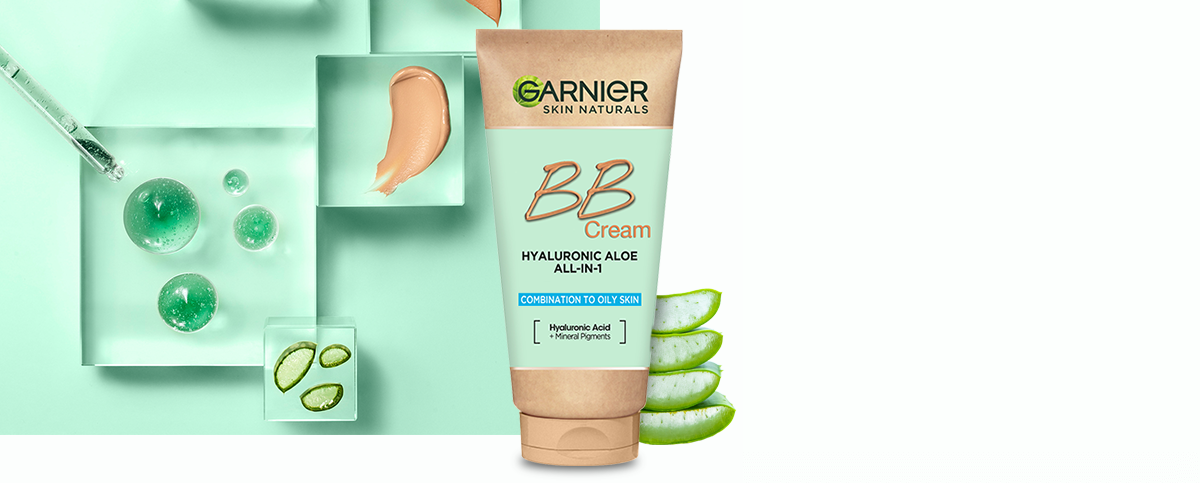 GARNIER
SKIN NATURALS
BB
Cream
HYALURONIC ALOE
ALL-IN-1
COMBINATION TO OILY SKIN
Hyaluronic Acid
+ Mineral Pigments